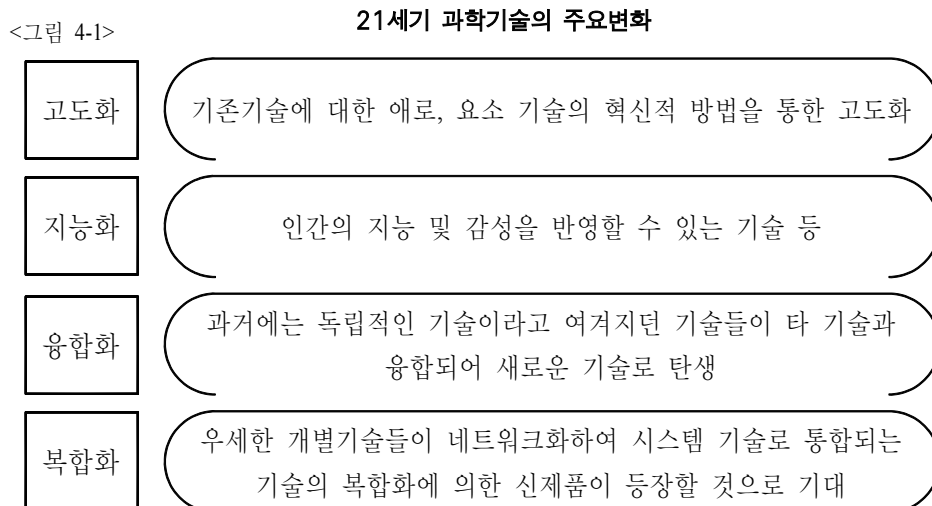 <그림 4-1>
21세기 과학기술의 주요변화
고도화
기존기술에 대한 애로, 요소 기술의 혁신적 방법을 통한 고도화
지능화
인간의 지능 및 감성을 반영할 수 있는 기술 등
융합화
과거에는 독립적인 기술이라고 여겨지던 기술들이 타 기술과
융합되어 새로운 기술로 탄생
복합화
우세한 개별기술들이 네트워크화하여 시스템 기술로 통합되는
기술의 복합화에 의한 신제품이 등장할 것으로 기대